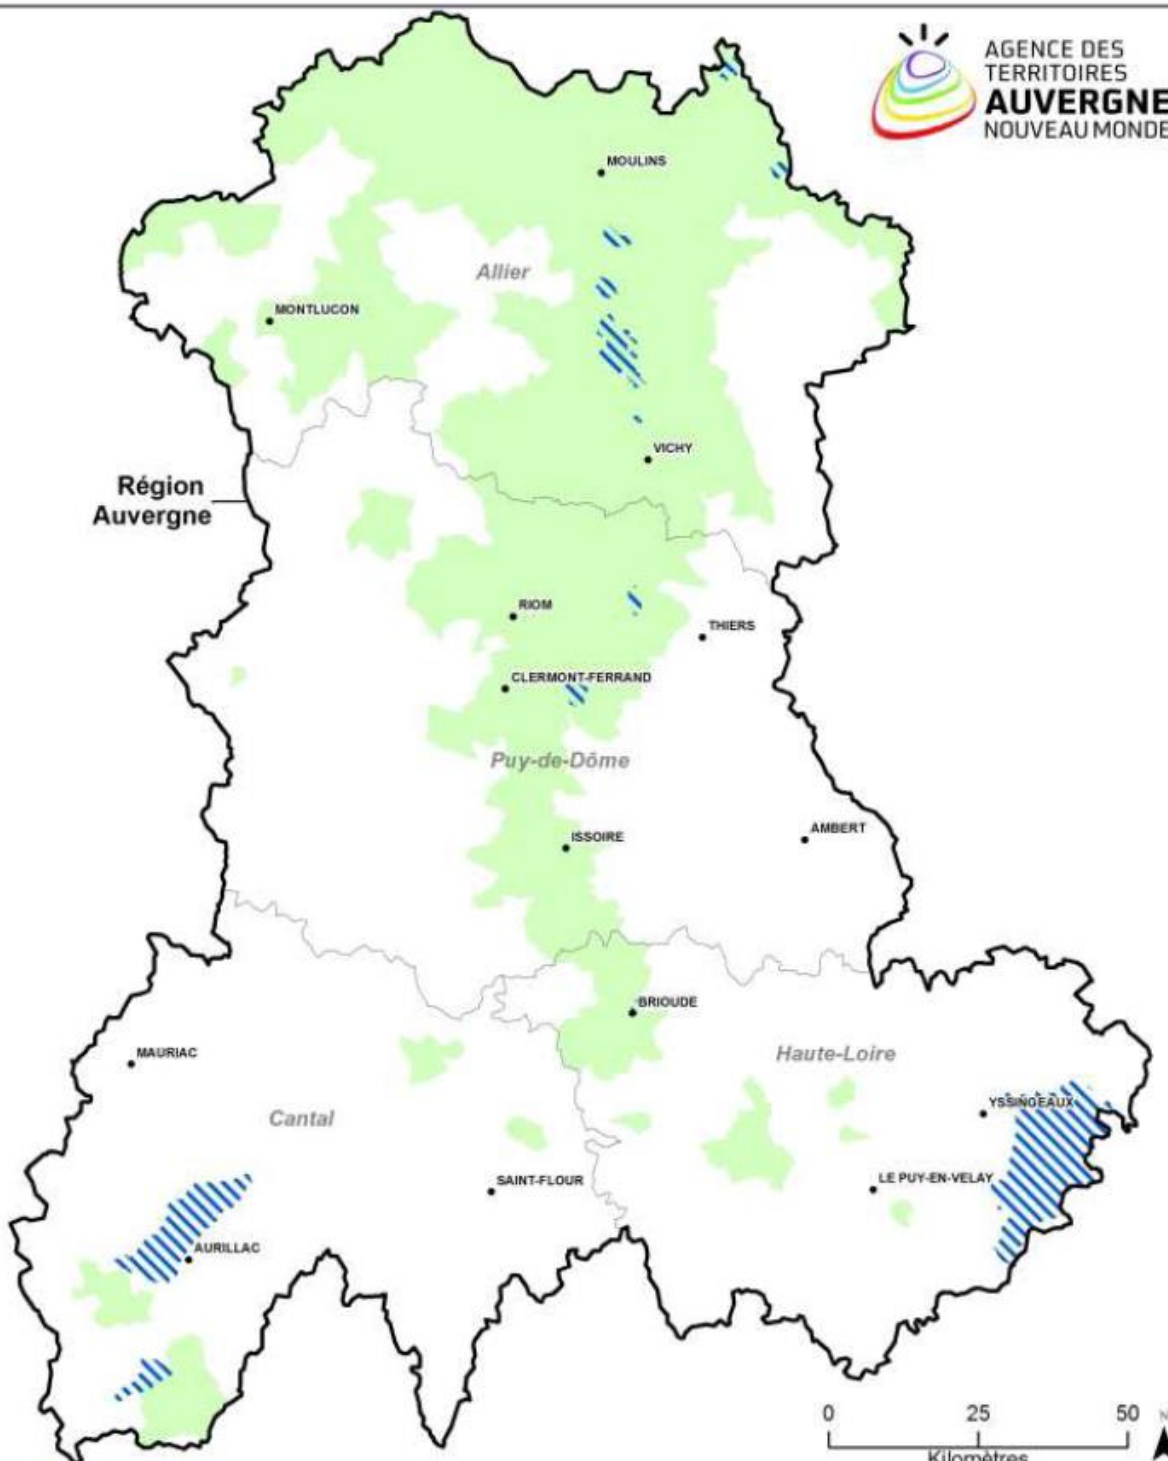 AGENCE DES
TERRITOIRES
AUVERGNE
NOUVEAU MONDE
MOULINS
Allier
MONTLUCON
VICHY
Région
Auvergne
RIOM
THIERS
CLERMONT-FERRAND
Puy-de-Dôme
ISSOIRE
AMBERT
BRIOUDE
MAURIAC
Haute-Loire
YSSINGEAUX
Cantal
SAINT-FLOUR
LE PUY-EN-VELAY
AURILLAC
0 25 50
N
Kilomètres